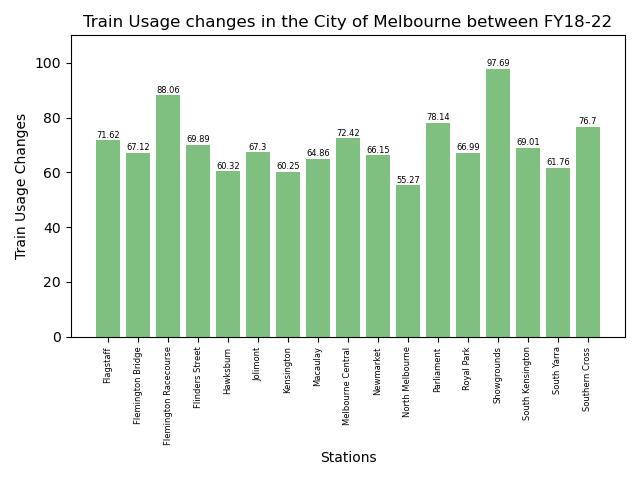 Train Usage changes in the City of Melbourne between FY18-22
100
80
60
40
20
0
Train Usage Changes
71.62
67.12
88.06
69.89
60.32
67.3
60.25
64.86
72.42
66.15
55.27
78.14
66.99
97.69
69.01
61.76
76.7
Flagstaff
Flemington Bridge
Flemington Racecourse
Flinders Street
Hawksburn
Jolimont
Kensington
Macaulay
Melbourne Central
Newmarket
North Melbourne
Parliament
Royal Park
Showgrounds
South Kensington
South Yarra
Southern Cross
Stations